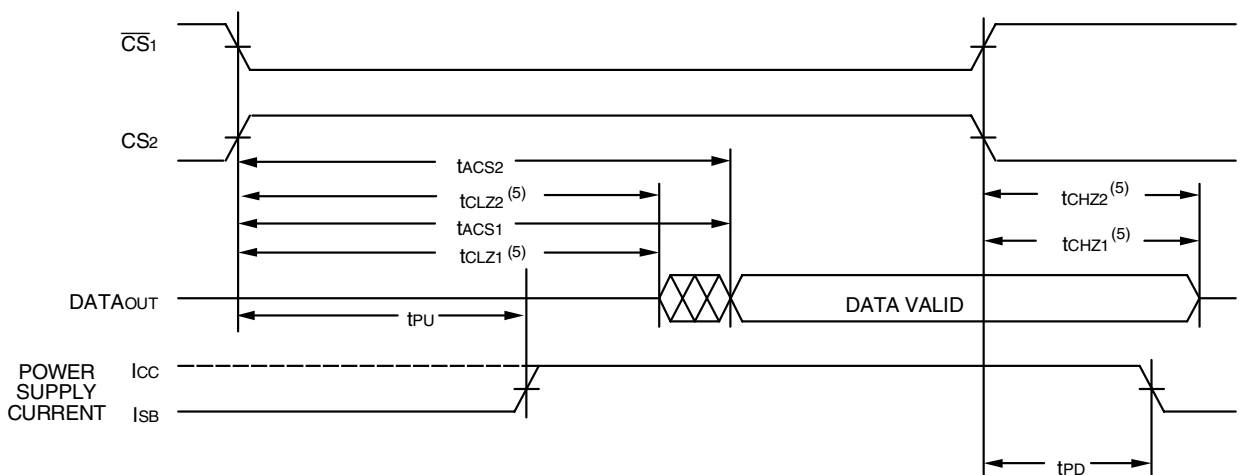 CS1
CS2
tACS2
tCLZ2 (5)
tCHZ2 (5)
tACS1
tCLZ1 (5)
tCHZ1 (5)
DATAOUT
DATA VALID
tPU
POWER SUPPLY CURRENT
ICC
ISB
tPD